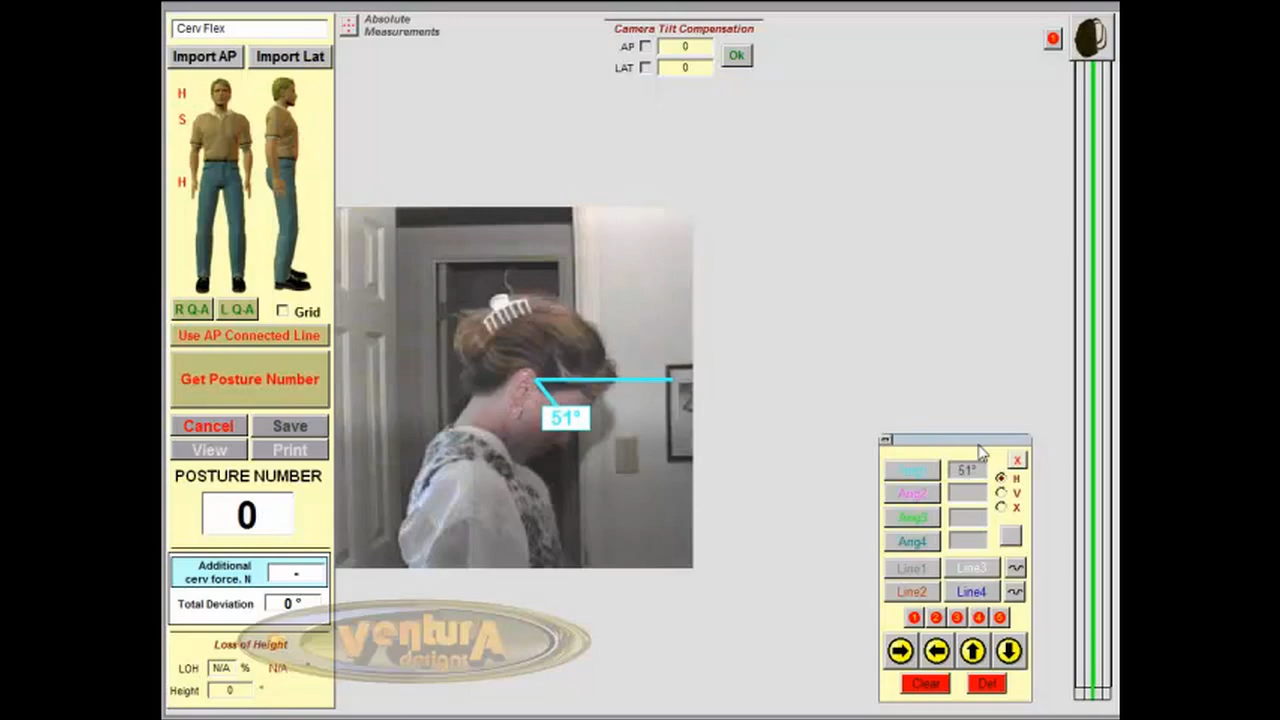 Cerv Flex
Absolute
Measurements
Camera Tilt Compensation
Import AP
Import Lat
AP
0
Ok
LAT
0
H
S
H
R Q-A
L Q-A
Grid
Use AP Connected Line
Get Posture Number
Cancel
Save
View
Print
POSTURE NUMBER
0
Additional
cerv force. N
-
Total Deviation
0 °
Loss of Height
LOH
N/A
%
N/A
"
Height
0
"
51°
VenturA
designs
X
Ang1
51°
H
Ang2
V
Ang3
X
Ang4
Line1
Line3
Line2
Line4
1
2
3
4
5
Clear
Del
1